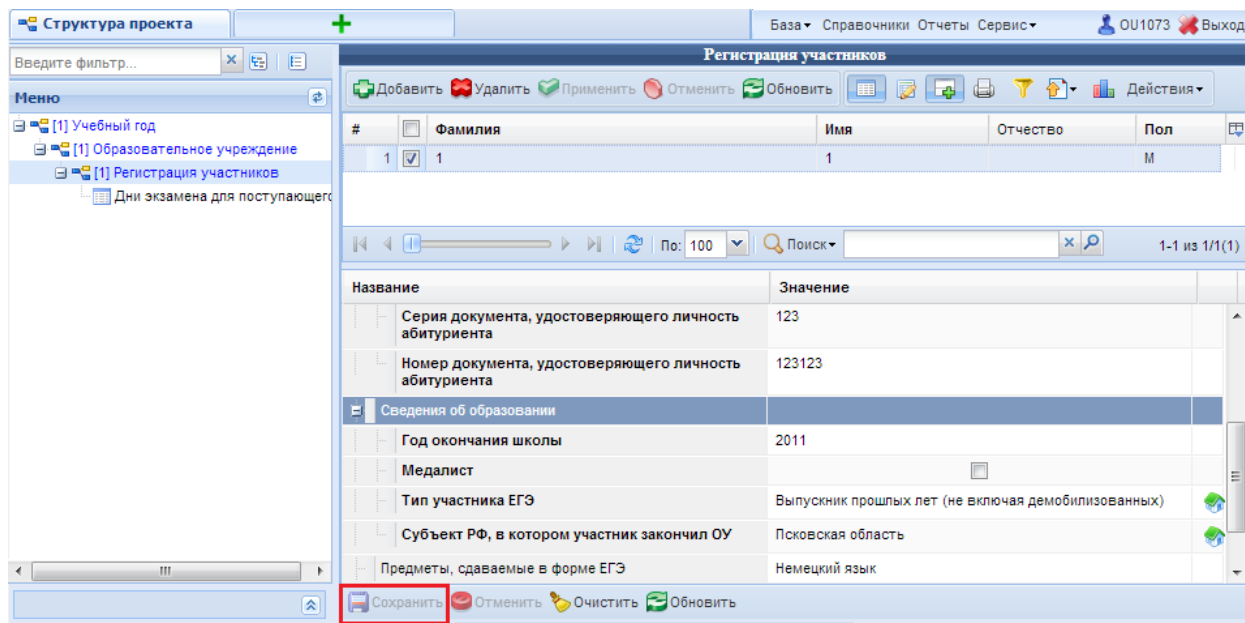 Структура проекта
База Справочники Отчеты Сервис OU1073 Выход
Введите фильтр...
Регистрация участников
Добавить Удалить Применить Отменить Обновить Действия
Меню
[1] Учебный год
[1] Образовательное учреждение
[1] Регистрация участников
Дни экзамена для поступающего
# Фамилия Имя Отчество Пол
1 1 1 М
По: 100 Поиск 1-1 из 1/1(1)
Название Значение
Серия документа, удостоверяющего личность 123
абитуриента
Номер документа, удостоверяющего личность 123123
абитуриента
Сведения об образовании
Год окончания школы 2011
Медалист
Тип участника ЕГЭ Выпускник прошлых лет (не включая демобилизованных)
Субъект РФ, в котором участник закончил ОУ Псковская область
Предметы, сдаваемые в форме ЕГЭ Немецкий язык
Сохранить Отменить Очистить Обновить